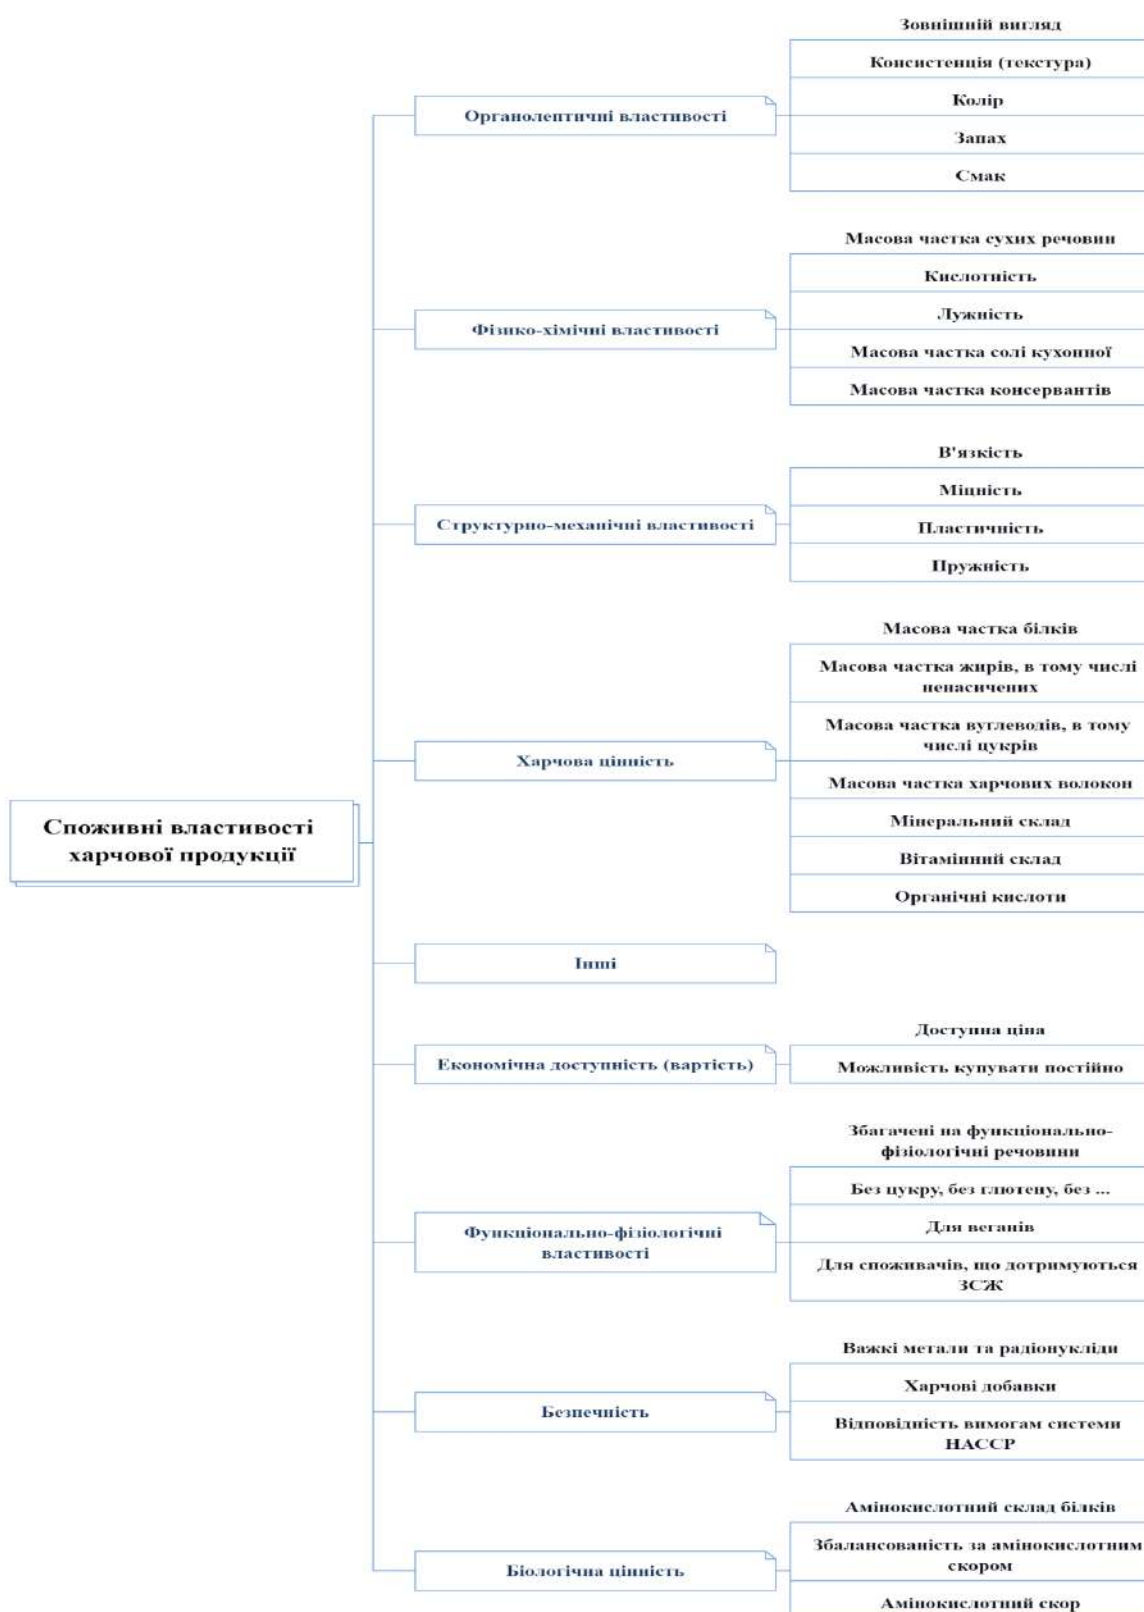 Споживні властивості
харчової продукції
Органолептичні властивості
Зовнішній вигляд
Консистенція (текстура)
Колір
Запах
Смак
Фізико-хімічні властивості
Масова частка сухих речовин
Кислотність
Лужність
Масова частка солі кухонної
Масова частка консервантів
Структурно-механічні властивості
В'язкість
Міцність
Пластичність
Пружність
Харчова цінність
Масова частка білків
Масова частка жирів, в тому числі
ненасичених
Масова частка вуглеводів, в тому
числі цукрів
Масова частка харчових волокон
Мінеральний склад
Вітамінний склад
Органічні кислоти
Інші
Економічна доступність (вартість)
Доступна ціна
Можливість купувати постійно
Функціонально-фізіологічні
властивості
Збагачені на функціонально-
фізіологічні речовини
Без цукру, без глютену, без ...
Для веганів
Для споживачів, що дотримуються
ЗСЖ
Безпечність
Важкі метали та радіонукліди
Харчові добавки
Відповідність вимогам системи
НАССР
Біологічна цінність
Амінокислотний склад білків
Збалансованість за амінокислотним
скором
Амінокислотний скор